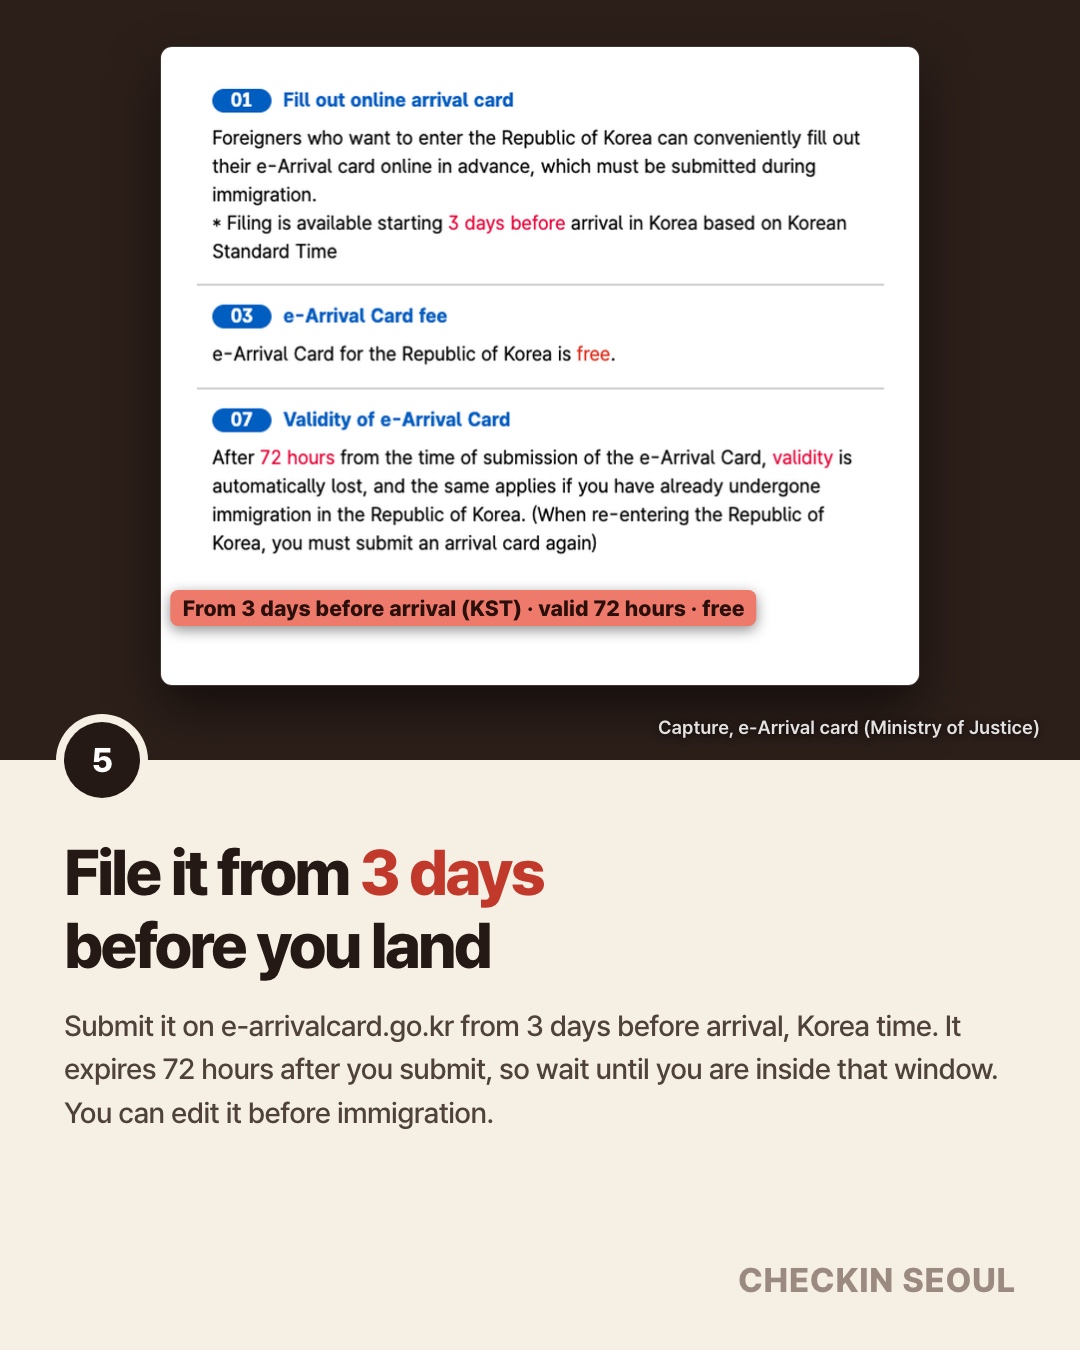 01 Fill out online arrival card
Foreigners who want to enter the Republic of Korea can conveniently fill out
their e-Arrival card online in advance, which must be submitted during
immigration.
* Filing is available starting 3 days before arrival in Korea based on Korean
Standard Time
03 e-Arrival Card fee
e-Arrival Card for the Republic of Korea is free.
07 Validity of e-Arrival Card
After 72 hours from the time of submission of the e-Arrival Card, validity is
automatically lost, and the same applies if you have already undergone
immigration in the Republic of Korea. (When re-entering the Republic of
Korea, you must submit an arrival card again)
From 3 days before arrival (KST) · valid 72 hours · free
Capture, e-Arrival card (Ministry of Justice)
5
File it from 3 days
before you land
Submit it on e-arrivalcard.go.kr from 3 days before arrival, Korea time. It
expires 72 hours after you submit, so wait until you are inside that window.
You can edit it before immigration.
CHECKIN SEOUL